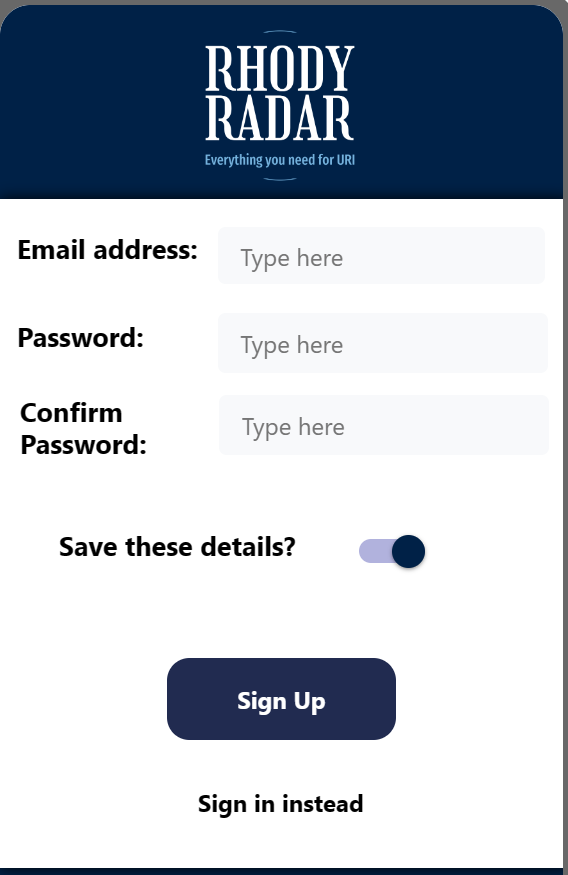 RHODY
RADAR
Everything you need for URI
Email address:
Type here
Password:
Type here
Confirm
Password:
Type here
Save these details?
Sign Up
Sign in instead